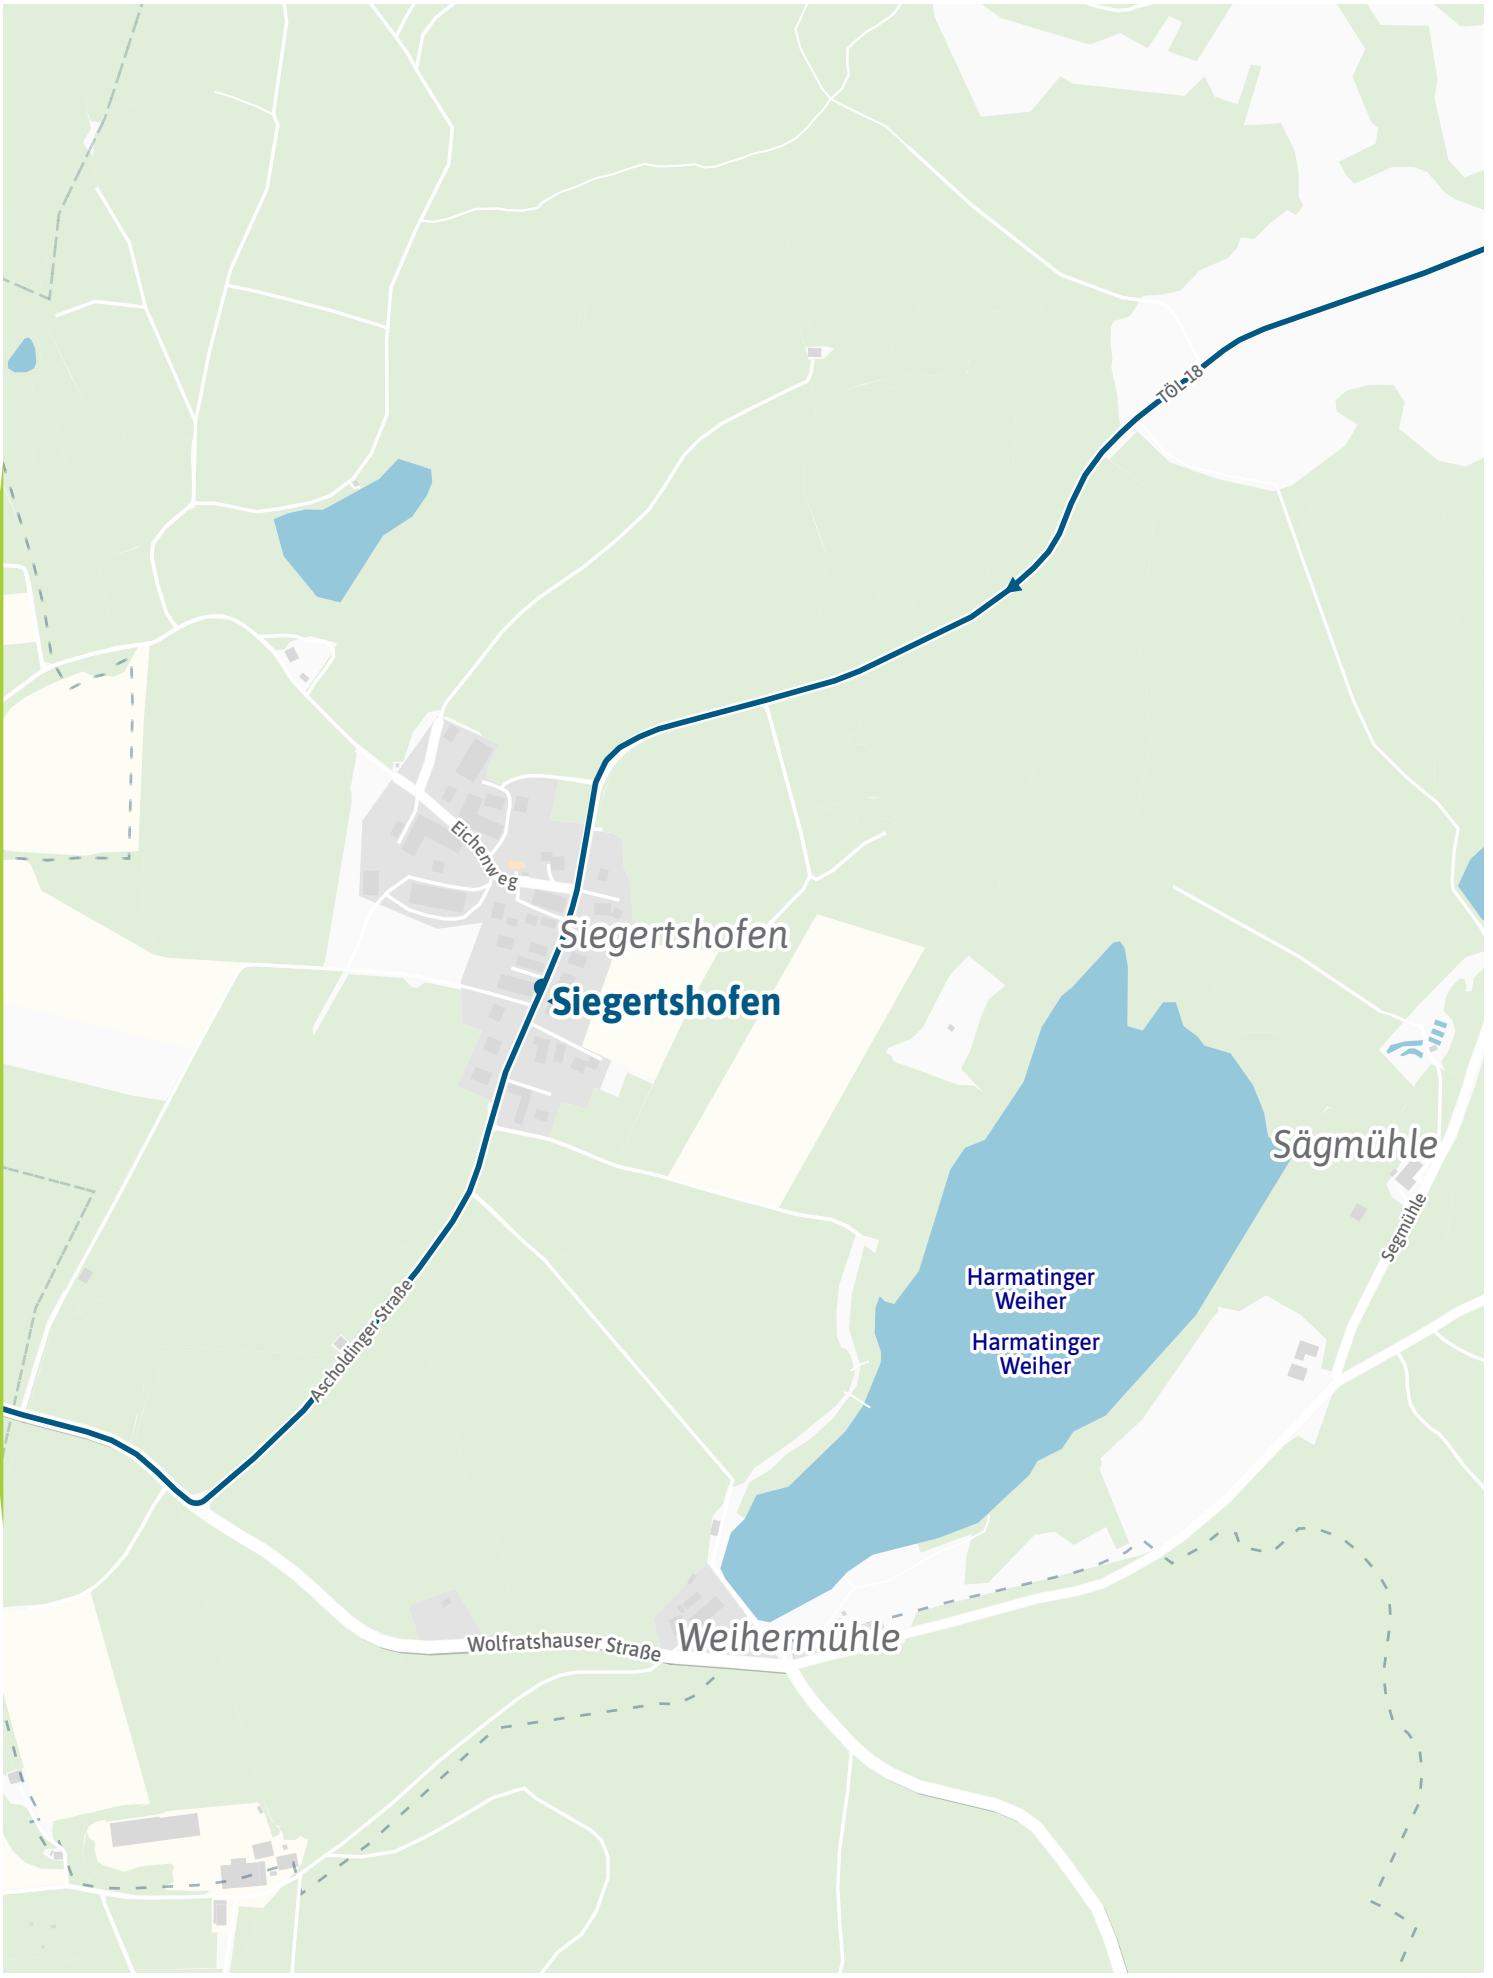 TÖL 18
Eichenweg
Siegertshofen
Siegertshofen
Sägmühle
Segmühle
Harmatinger
Weiher
Harmatinger
Weiher
Ascholdinger Straße
Wolfratshauser Straße
Weihermühle